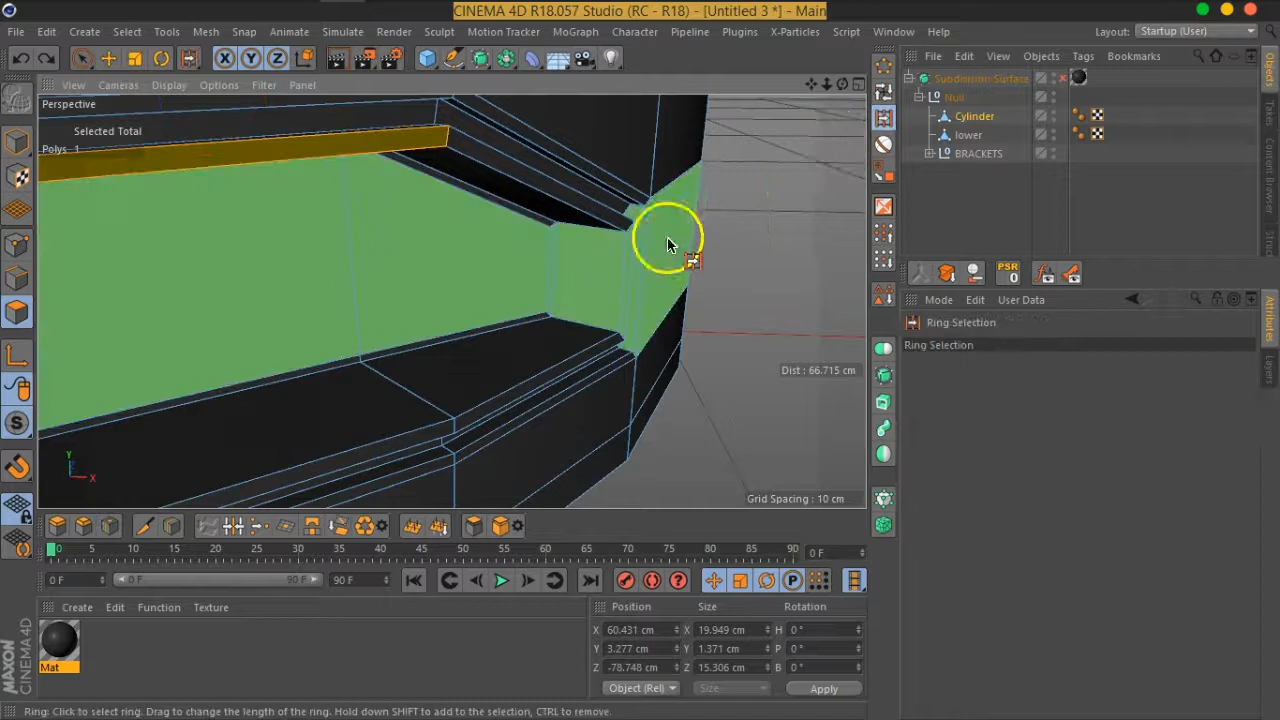 CINEMA 4D R18.057 Studio (RC - R18) - [Untitled 3 *] - Main
File Edit Create Select Tools Mesh Snap Animate Simulate Render Sculpt Motion Tracker MoGraph Character Pipeline Plugins X-Particles Script Window Help Layout: Startup (User)
X Y Z
File Edit View Objects Tags Bookmarks
View Cameras Display Options Filter Panel
Perspective
Selected Total
Polys 1
Subdivision Surface
Null
Cylinder
lower
BRACKETS
PSR
0
Mode Edit User Data
Ring Selection
Ring Selection
Dist : 66.715 cm
Y
X
Grid Spacing : 10 cm
Objects
Takes
Content Browser
Attributes
Layers
0 5 10 15 20 25 30 35 40 45 50 55 60 65 70 75 80 85 90 0 F
0 F 0 F 90 F 90 F
P
S
Create Edit Function Texture
Mat
Position Size Rotation
X 60.431 cm X 19.949 cm H 0 °
Y 3.277 cm Y 1.371 cm P 0 °
Z -78.748 cm Z 15.306 cm B 0 °
Object (Rel) Size Apply
MAXON
CINEMA 4D
Ring: Click to select ring. Drag to change the length of the ring. Hold down SHIFT to add to the selection, CTRL to remove.